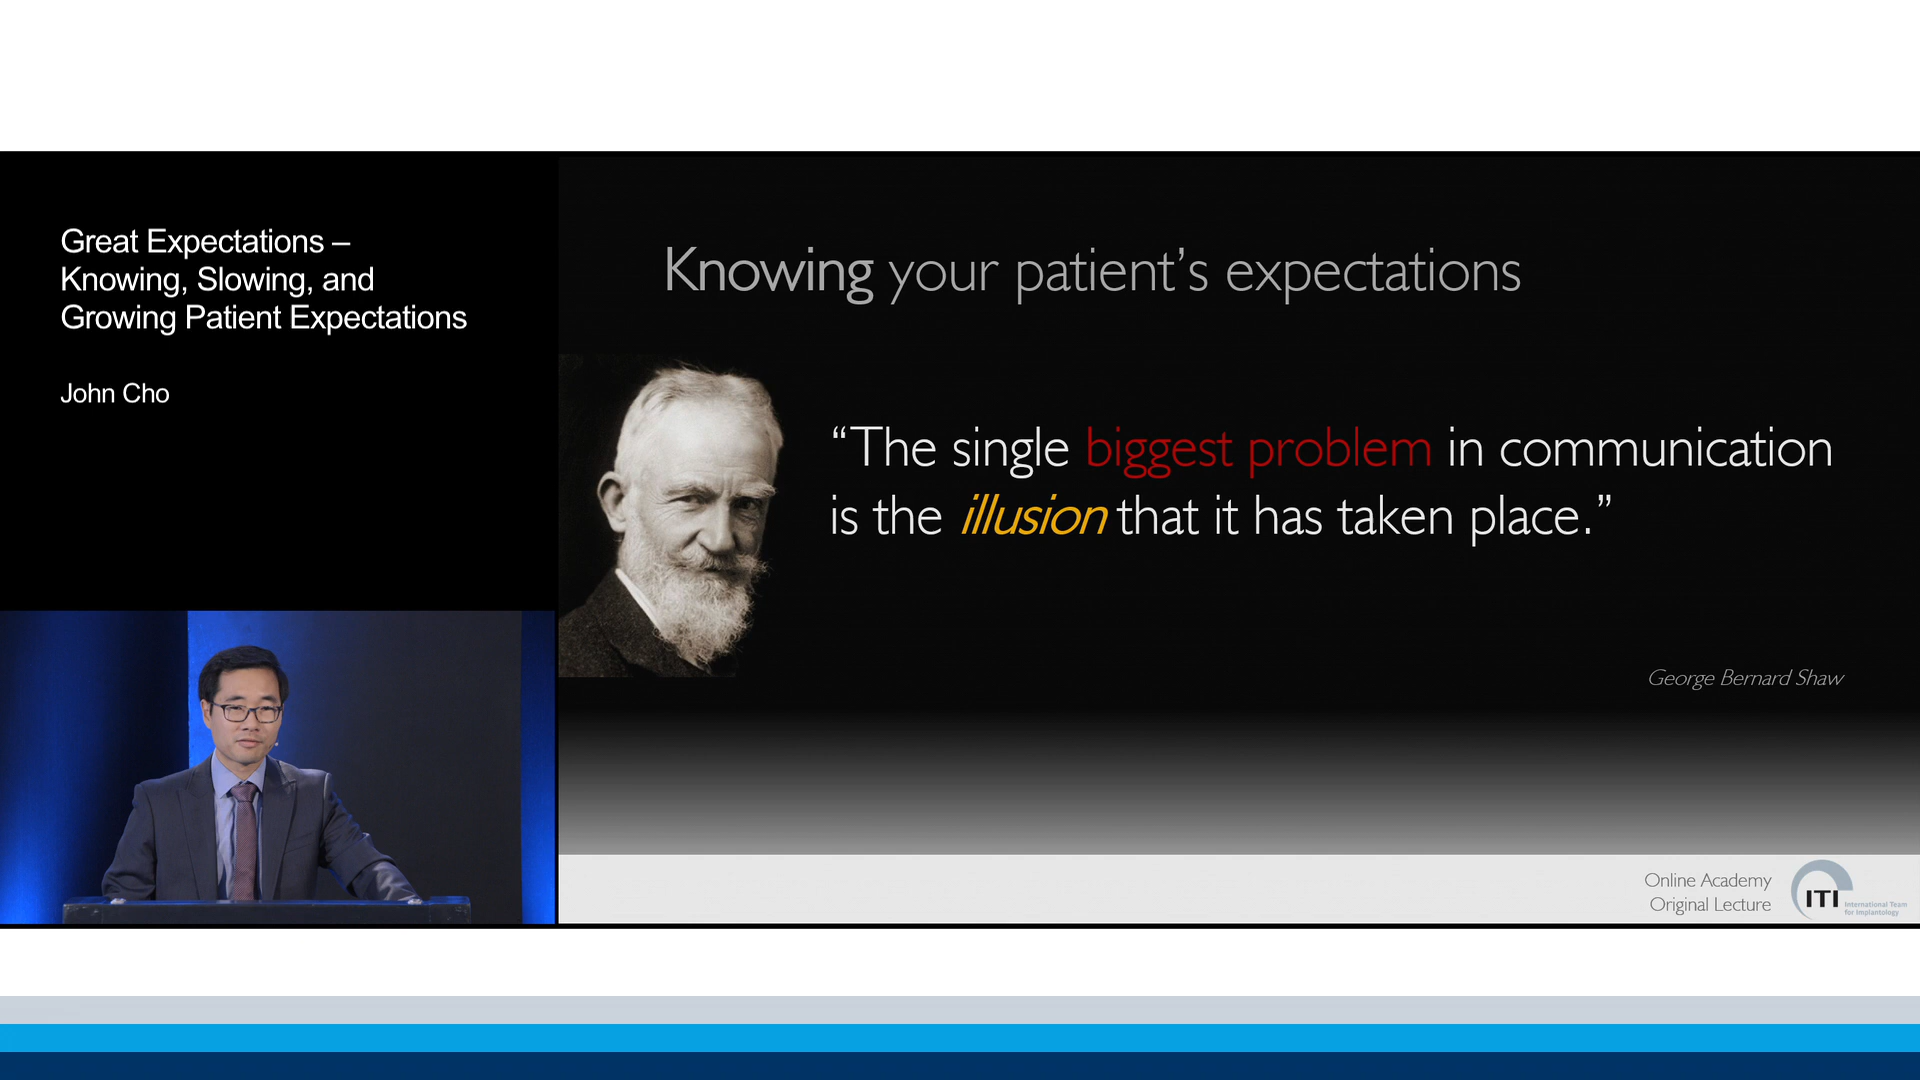 Great Expectations –
Knowing, Slowing, and
Growing Patient Expectations
John Cho
Knowing your patient’s expectations
“The single biggest problem in communication
is the illusion that it has taken place.”
George Bernard Shaw
Online Academy
Original Lecture
ITI
International Team
for Implantology